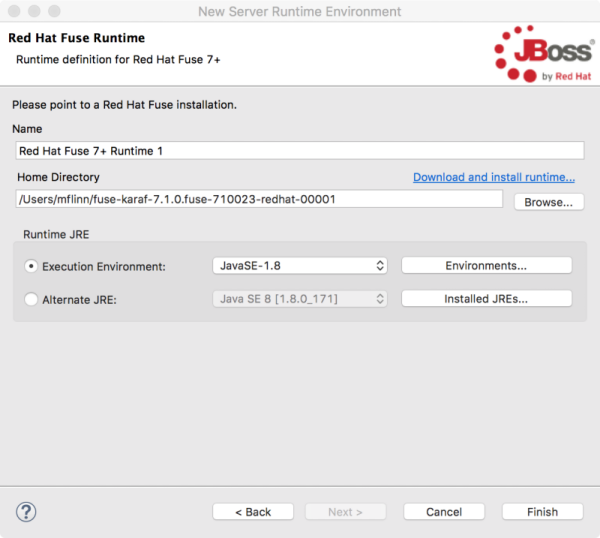 New Server Runtime Environment
Red Hat Fuse Runtime
Runtime definition for Red Hat Fuse 7+
JBoss®
by Red Hat
Please point to a Red Hat Fuse installation.
Name
Red Hat Fuse 7+ Runtime 1
Home Directory
Download and install runtime...
/Users/mflinn/fuse-karaf-7.1.0.fuse-710023-redhat-00001
Browse...
Runtime JRE
Execution Environment:
JavaSE-1.8
Environments...
Alternate JRE:
Java SE 8 [1.8.0_171]
Installed JREs...
?
< Back
Next >
Cancel
Finish